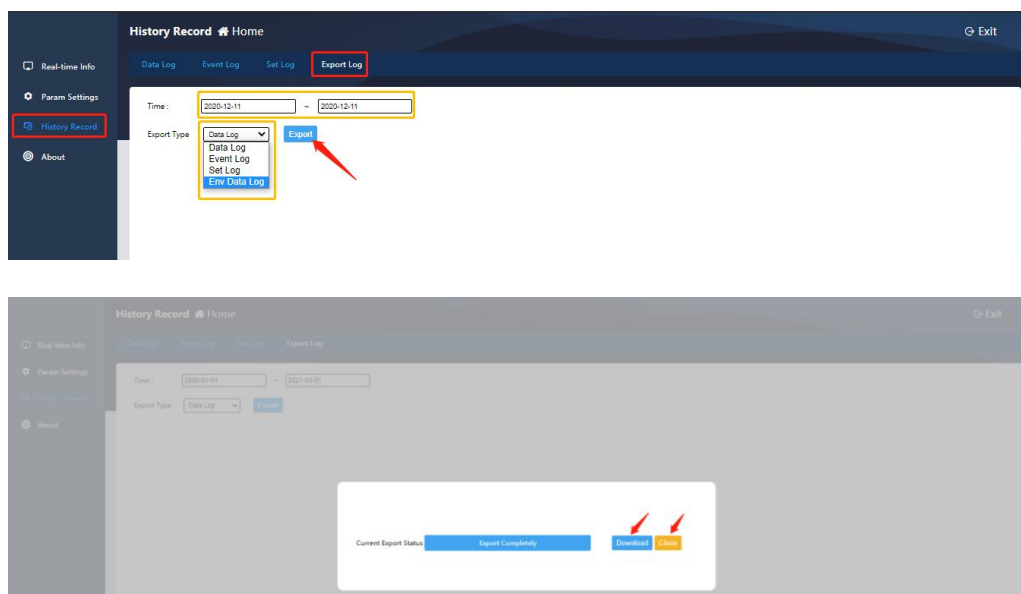 History Record Home
Exit
Real-time Info
Data Log Event Log Set Log Export Log
Param Settings
Time : 2020-12-11 ~ 2020-12-11
History Record
Export Type Data Log Export
Data Log
Event Log
Set Log
Env Data Log
About
History Record Home
Exit
Real-time Info
Data Log Event Log Set Log Export Log
Param Settings
Time : ~ 2021-03-01
History Record
Export Type Data Log Export
About
Current Export Status Export Completely Download Close